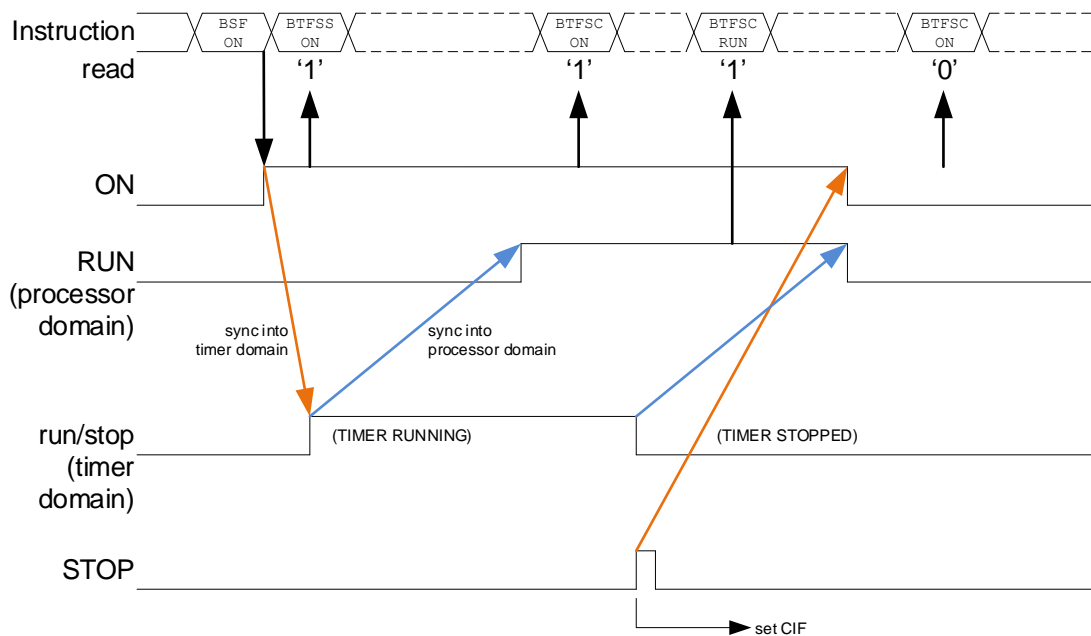 Instruction
BSF
ON
BTFSS
ON
BTFSC
ON
BTFSC
RUN
BTFSC
ON
read
‘1’
‘1’
‘1’
‘0’
ON
RUN
(processor
domain)
sync into
timer domain
sync into
processor domain
run/stop
(timer
domain)
(TIMER RUNNING)
(TIMER STOPPED)
STOP
set CIF